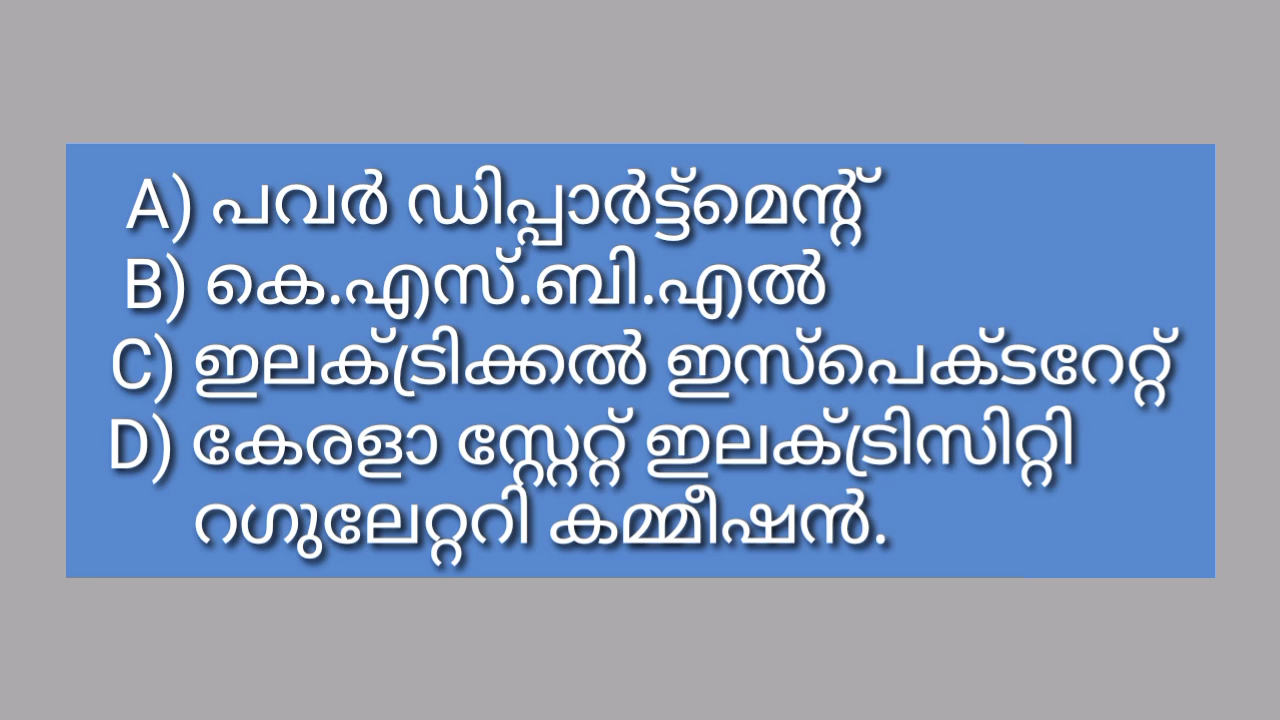 A) പവർ ഡിപ്പാർട്ട്മെന്റ്
B) കെ.എസ്.ബി.എൽ
C) ഇലക്ട്രിക്കൽ ഇസ്പെക്ടറേറ്റ്
D) കേരളാ സ്റ്റേറ്റ് ഇലക്ട്രിസിറ്റി
റഗുലേറ്ററി കമ്മീഷൻ.